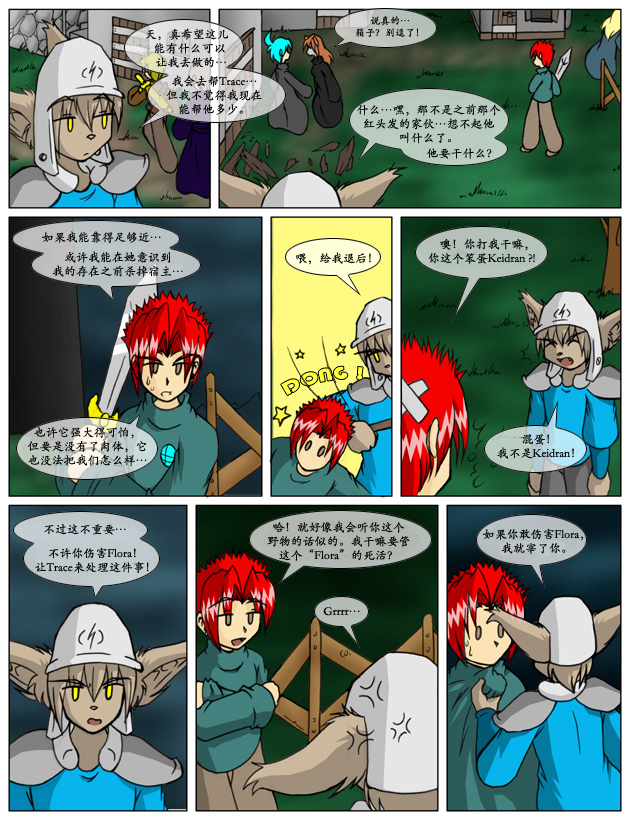 天，真希望这儿
能有什么可以
让我去做的…
我会去帮Trace…
但我不觉得我现在
能帮他多少。
说真的…
箱子？别逗了！
什么…嘿，那不是之前那个
红头发的家伙…想不起他
叫什么了。
他要干什么？
如果我能靠得足够近…
或许我能在她意识到
我的存在之前杀掉宿主…
也许它强大得可怕，
但要是没有了肉体，它
也没法把我们怎么样…
喂，给我退后！
DONG！
噢！你打我干嘛，
你这个笨蛋Keidran?!
混蛋！
我不是Keidran！
不过这不重要…
不许你伤害Flora！
让Trace来处理这件事！
哈！就好像我会听你这个
野物的话似的。我干嘛要管
这个“Flora”的死活？
Grrrr…
如果你敢伤害Flora，
我就宰了你。